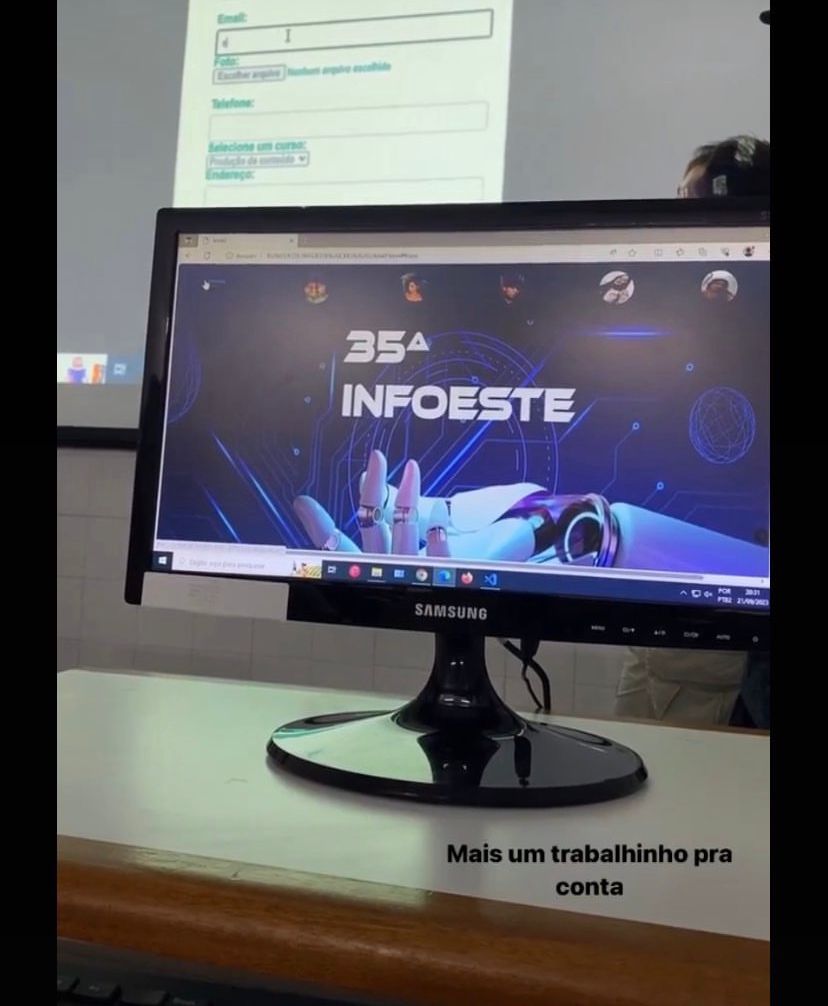 Email:
Foto:
Escolher arquivo Nenhum arquivo escolhido
Telefone:
Selecione um curso:
Produção de conteúdo
Endereço:
35ª
INFOESTE
Digite aqui para pesquisar
POR
20:31
PTB2
21/09/2023
SAMSUNG
MENU
AUTO
Mais um trabalhinho pra
conta